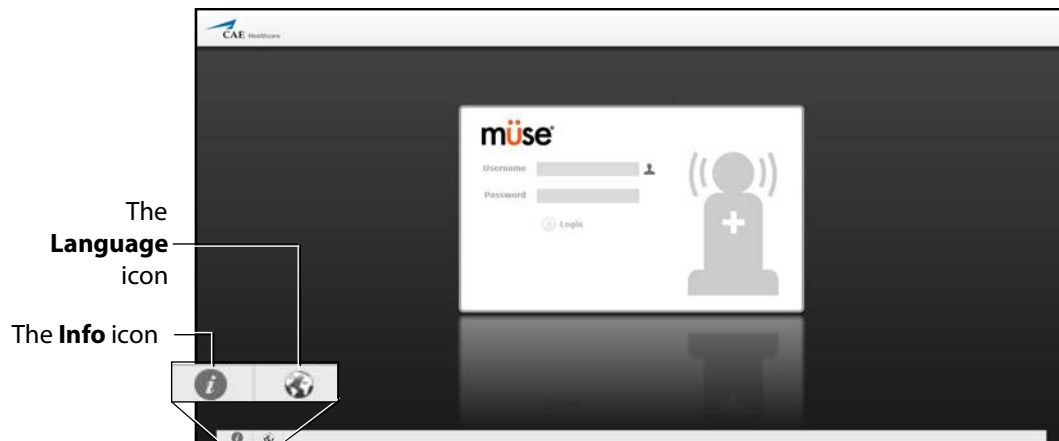 CAE Healthcare
müse®
Username
Password
Login
The
Language
icon
The Info icon
i
i